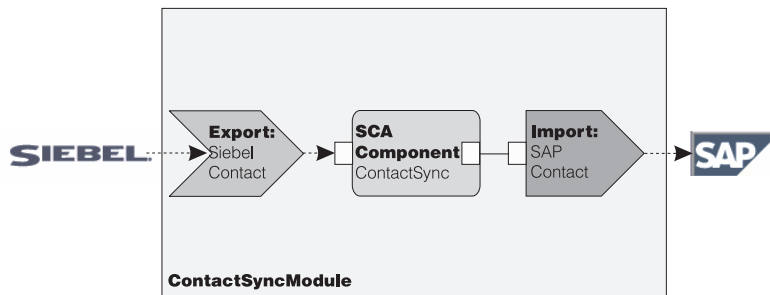 SIEBEL.
Export:
Siebel
Contact
SCA
Component
ContactSync
Import:
SAP
Contact
SAP
ContactSyncModule